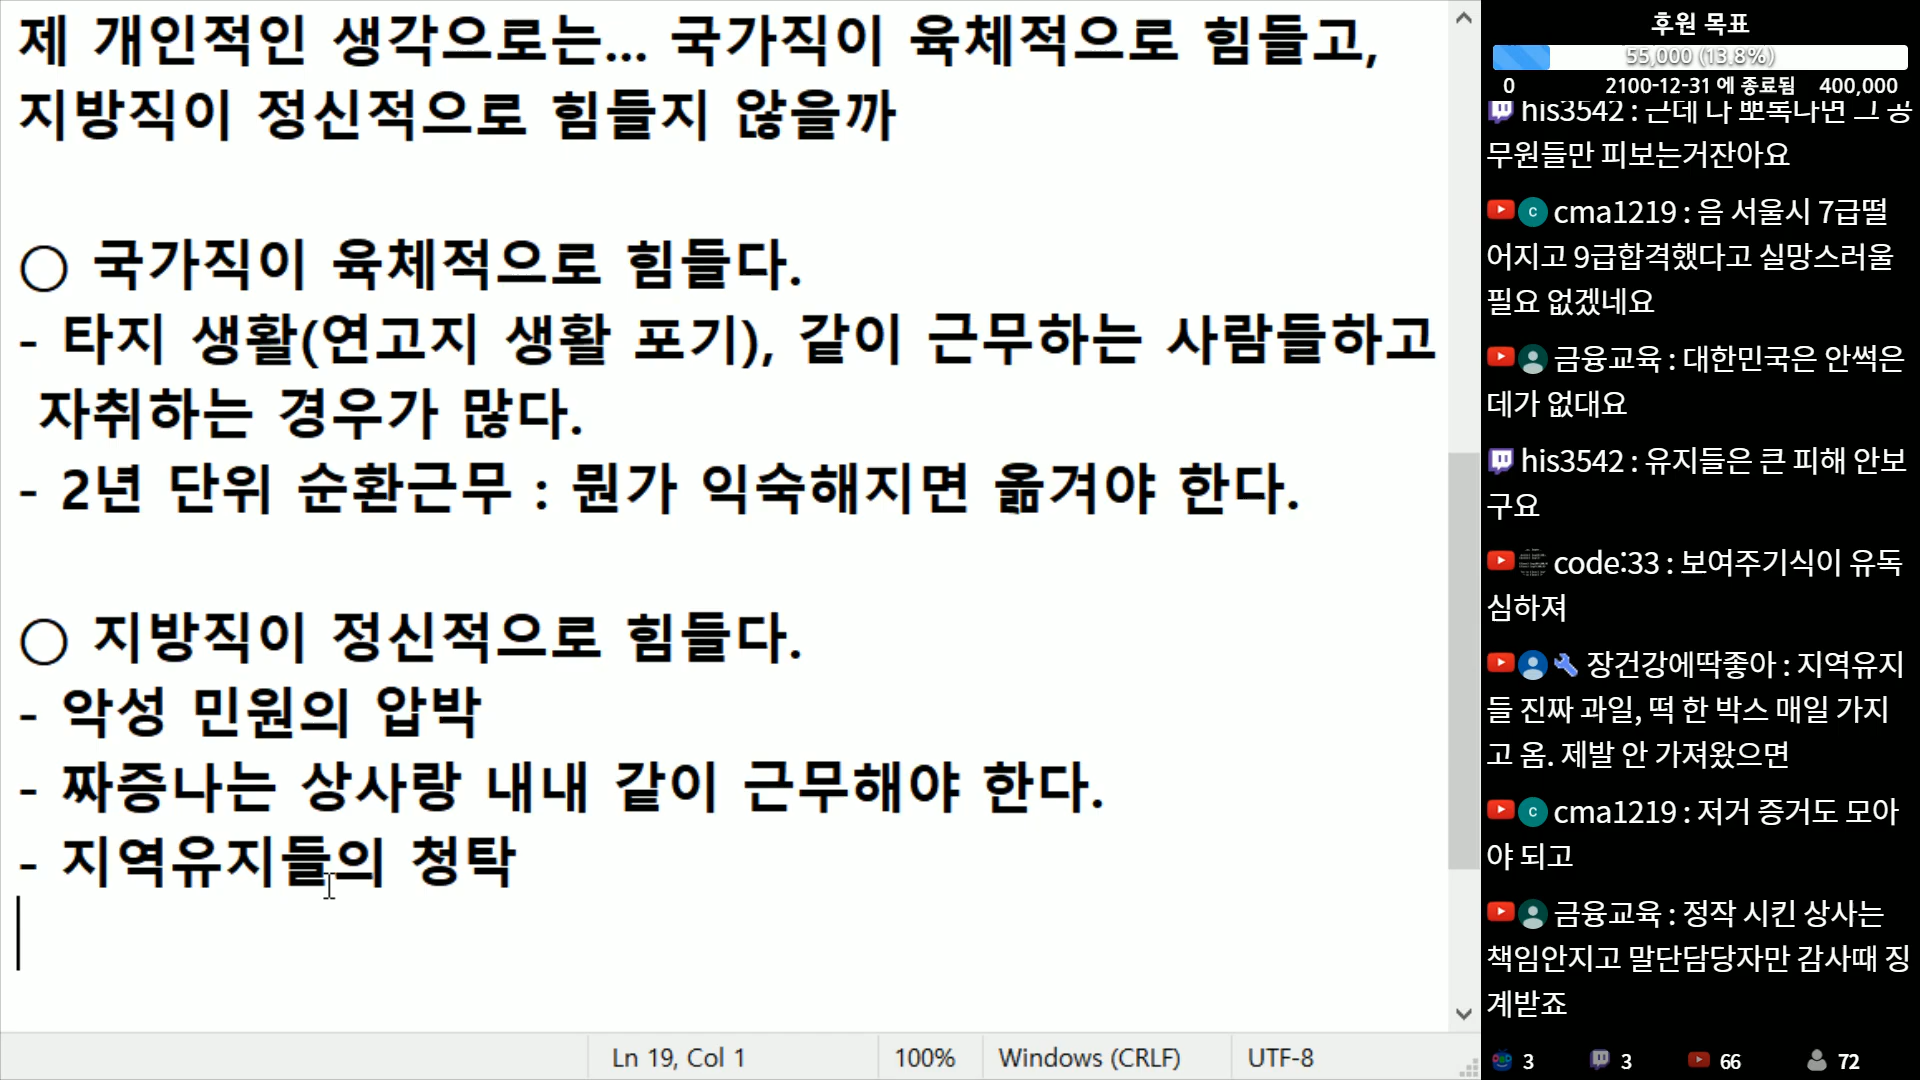 제 개인적인 생각으로는... 국가직이 육체적으로 힘들고,
지방직이 정신적으로 힘들지 않을까
○ 국가직이 육체적으로 힘들다.
- 타지 생활(연고지 생활 포기), 같이 근무하는 사람들하고
자취하는 경우가 많다.
- 2년 단위 순환근무 : 뭔가 익숙해지면 옮겨야 한다.
○ 지방직이 정신적으로 힘들다.
- 악성 민원의 압박
- 짜증나는 상사랑 내내 같이 근무해야 한다.
- 지역유지들의 청탁
Ln 19, Col 1
100%
Windows (CRLF)
UTF-8
후원 목표
55,000 (13.8%)
0 2100-12-31 에 종료됨 400,000
his3542 : 근데 나 뽀록나면 그 공
무원들만 피보는거잔아요
c cma1219 : 음 서울시 7급떨
어지고 9급합격했다고 실망스러울
필요 없겠네요
금융교육 : 대한민국은 안썩은
데가 없대요
his3542 : 유지들은 큰 피해 안보
구요
code:33 : 보여주기식이 유독
심하져
장건강에딱좋아 : 지역유지
들 진짜 과일, 떡 한 박스 매일 가지
고 옴. 제발 안 가져왔으면
c cma1219 : 저거 증거도 모아
야 되고
금융교육 : 정작 시킨 상사는
책임안지고 말단담당자만 감사때 징
계받죠
3 3 66 72